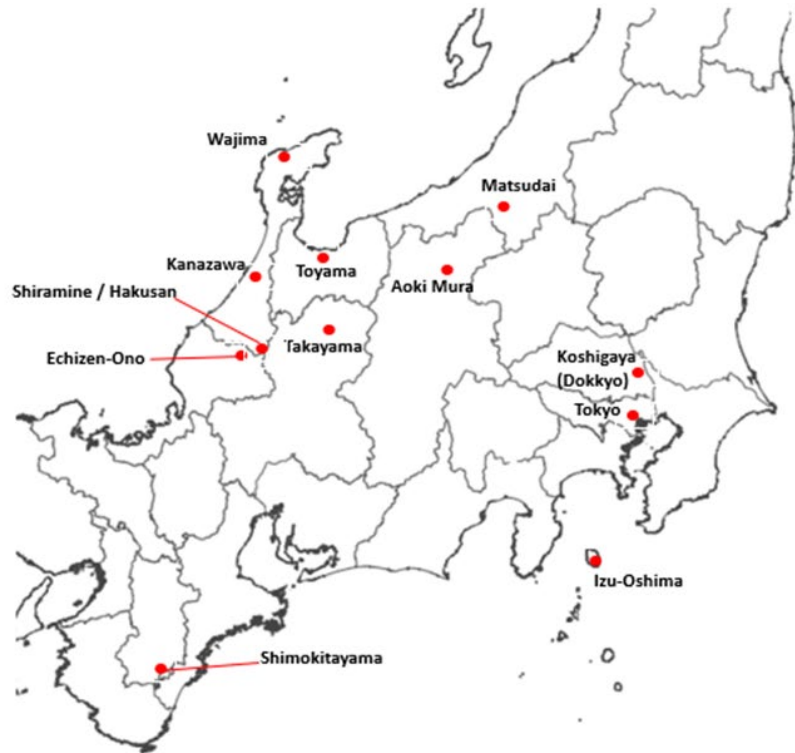 Wajima
Matsudai
Kanazawa
Toyama
Aoki Mura
Shiramine / Hakusan
Takayama
Echizen-Ono
Koshigaya
(Dokkyo)
Tokyo
Izu-Oshima
Shimokitayama